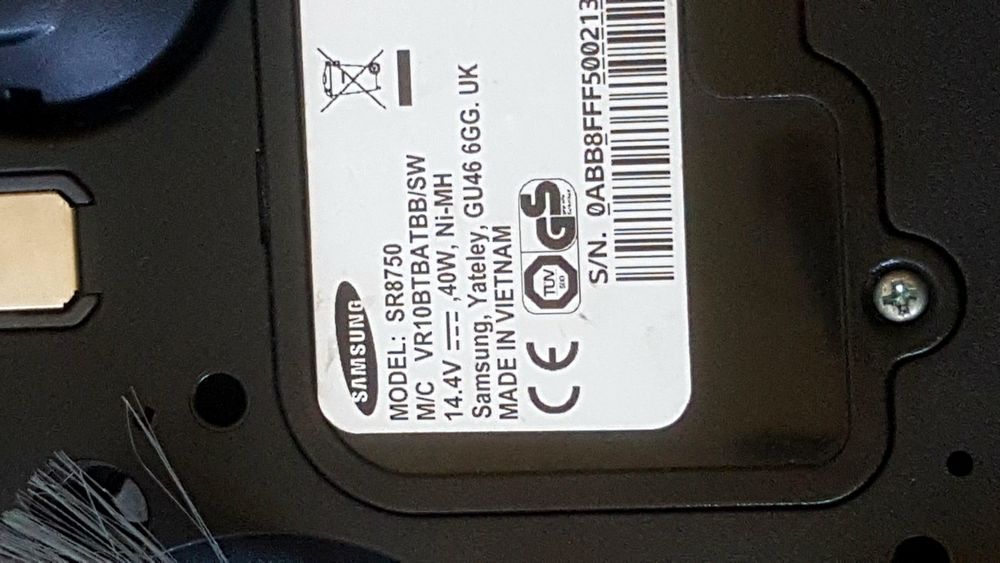 SAMSUNG
MODEL: SR8750
M/C VR10BTBATBB/SW
14.4V ⎓ ,40W, Ni-MH
Samsung, Yateley, GU46 6GG. UK
MADE IN VIETNAM
CE
TUV
GS
S/N. 0ABB8FFF500213